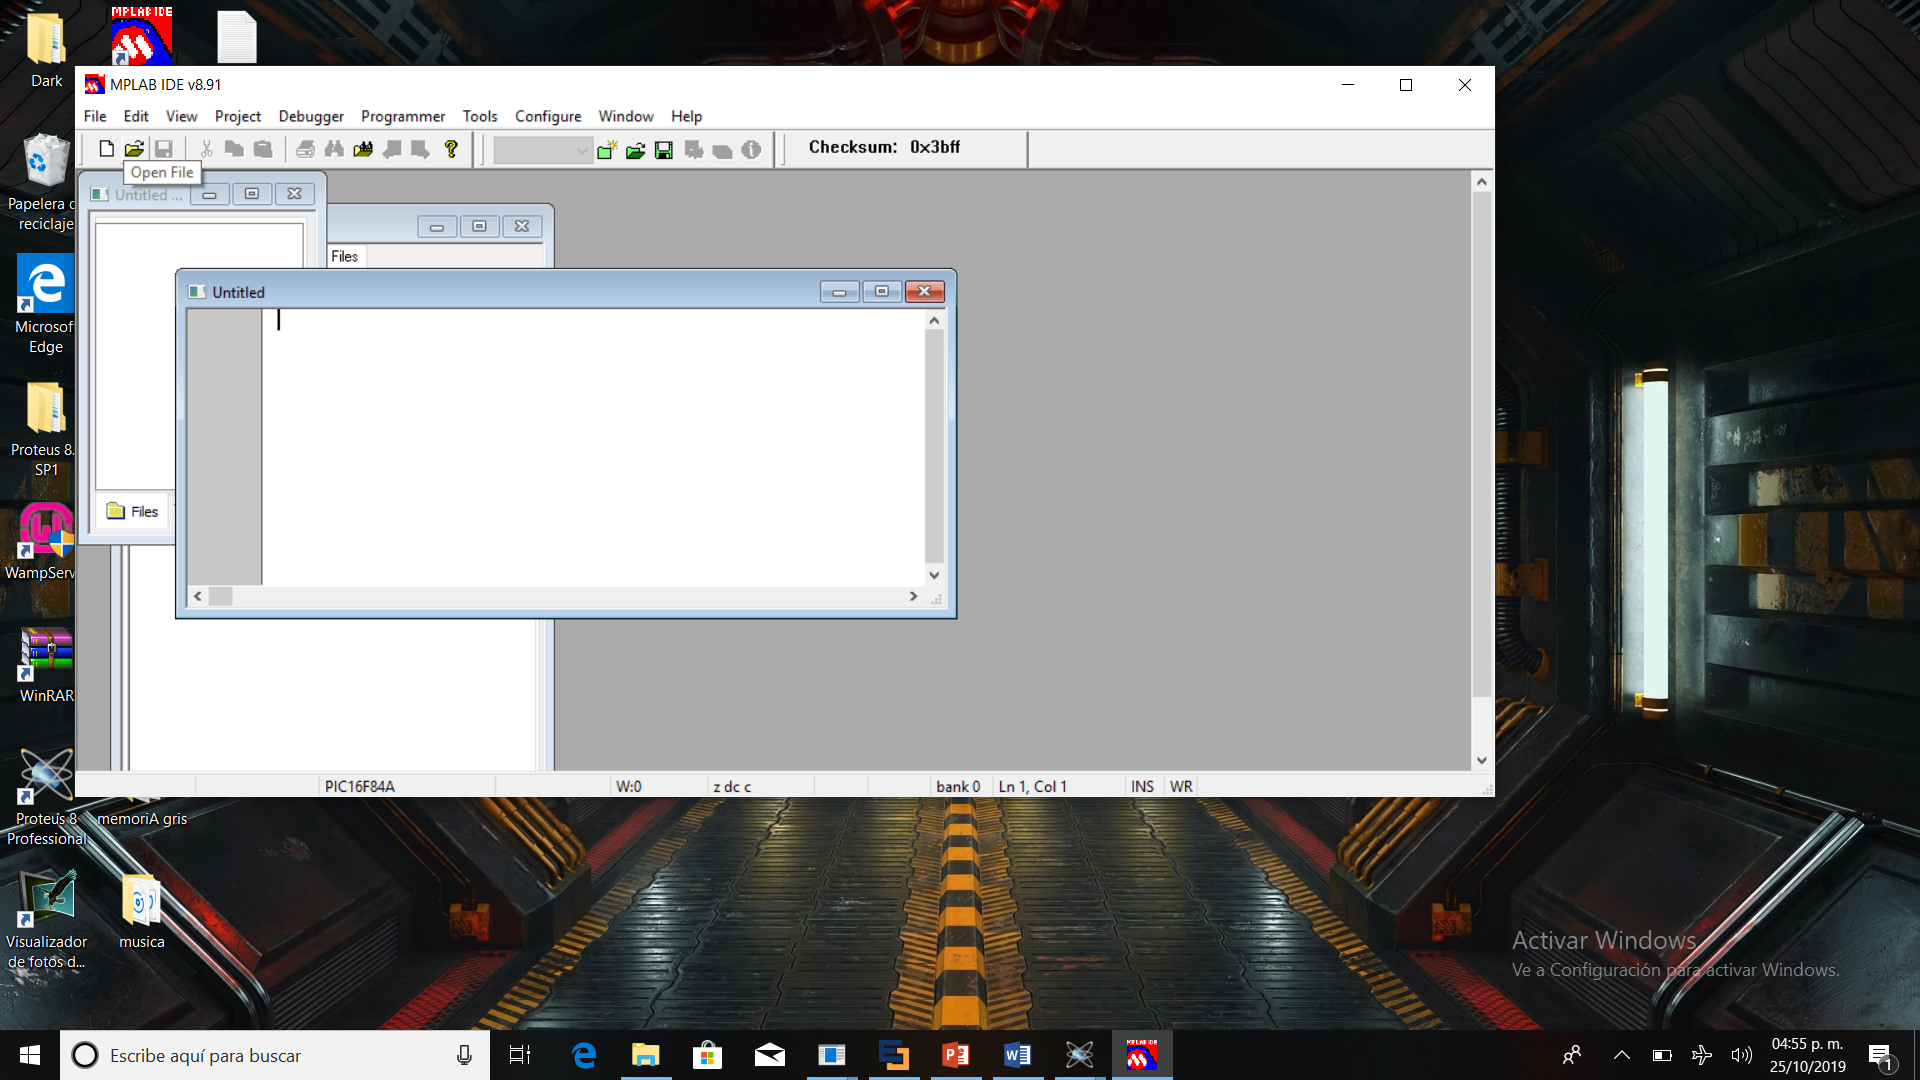 MPLAB IDE
Dark
Papelera d
reciclaje
Microsof
Edge
Proteus 8.
SP1
WampServ
WinRAR
Proteus 8
Professional
memoriA gris
Visualizador
de fotos d...
musica
MPLAB IDE v8.91
File Edit View Project Debugger Programmer Tools Configure Window Help
Checksum: 0x3bff
Open File
Untitled ...
Files
Untitled
Files
PIC16F84A W:0 z dc c bank 0 Ln 1, Col 1 INS WR
Activar Windows
Ve a Configuración para activar Windows.
Escribe aquí para buscar
MPLAB IDE
04:55 p. m.
25/10/2019
1